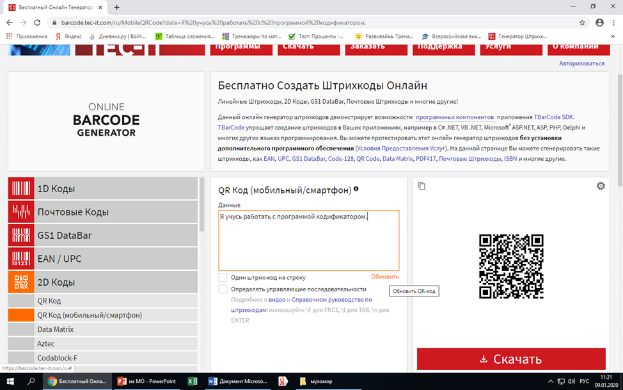 Бесплатный Онлайн Генератор
barcode.tec-it.com/ru/MobileQRCode?data=Я%20учусь%20работать%20с%20программой%20кодификатором.
Приложения Яндекс Дневник.ру | Войт... Таблица сложения... Тренажеры по мат... Тест: Проценты –... Развивайка. Трена... Всероссийская вик... Генератор Штрихк...
TEC-IT Программы Скачать Заказать Поддержка Услуги О компании
Авторизоваться
ONLINE
BARCODE
GENERATOR
Бесплатно Создать Штрихкоды Онлайн
Линейные Штрихкоды, 2D Коды, GS1 DataBar, Почтовые Штрихкоды и многие другие!
Данный онлайн генератор штрихкодов демонстрирует возможности программных компонентов приложения TBarCode SDK.
TBarCode упрощает создание штрихкодов в Ваших приложениях, например в C# .NET, VB .NET, Microsoft® ASP.NET, ASP, PHP, Delphi и
многих других языках программирования. Вы можете протестировать этот онлайн генератор штрихкодов без установки
дополнительного программного обеспечения (Условия Предоставления Услуг). На данной странице Вы можете сгенерировать такие
штрихкоды, как EAN, UPC, GS1 DataBar, Code-128, QR Code, Data Matrix, PDF417, Почтовые Штрихкоды, ISBN и многие другие.
1D Коды
Почтовые Коды
GS1 DataBar
EAN / UPC
2D Коды
QR Код
QR Код (мобильный/смартфон)
Data Matrix
Aztec
Codablock-F
QR Код (мобильный/смартфон)
Данные
Я учусь работать с программой кодификатором.
Один штрих-код на строку Обновить
Определять управляющие последовательности
Подробнее о видео и Справочном руководстве по
штрихкодам: используйте \F для FNC1, \t для TAB, \n для
ENTER
Обновить QR-код
Скачать
https://barcode.tec-it.com/ru#
Бесплатный Онла... на МО - PowerPoint Документ Microso... мухомор
РУС 11:21
09.01.2020